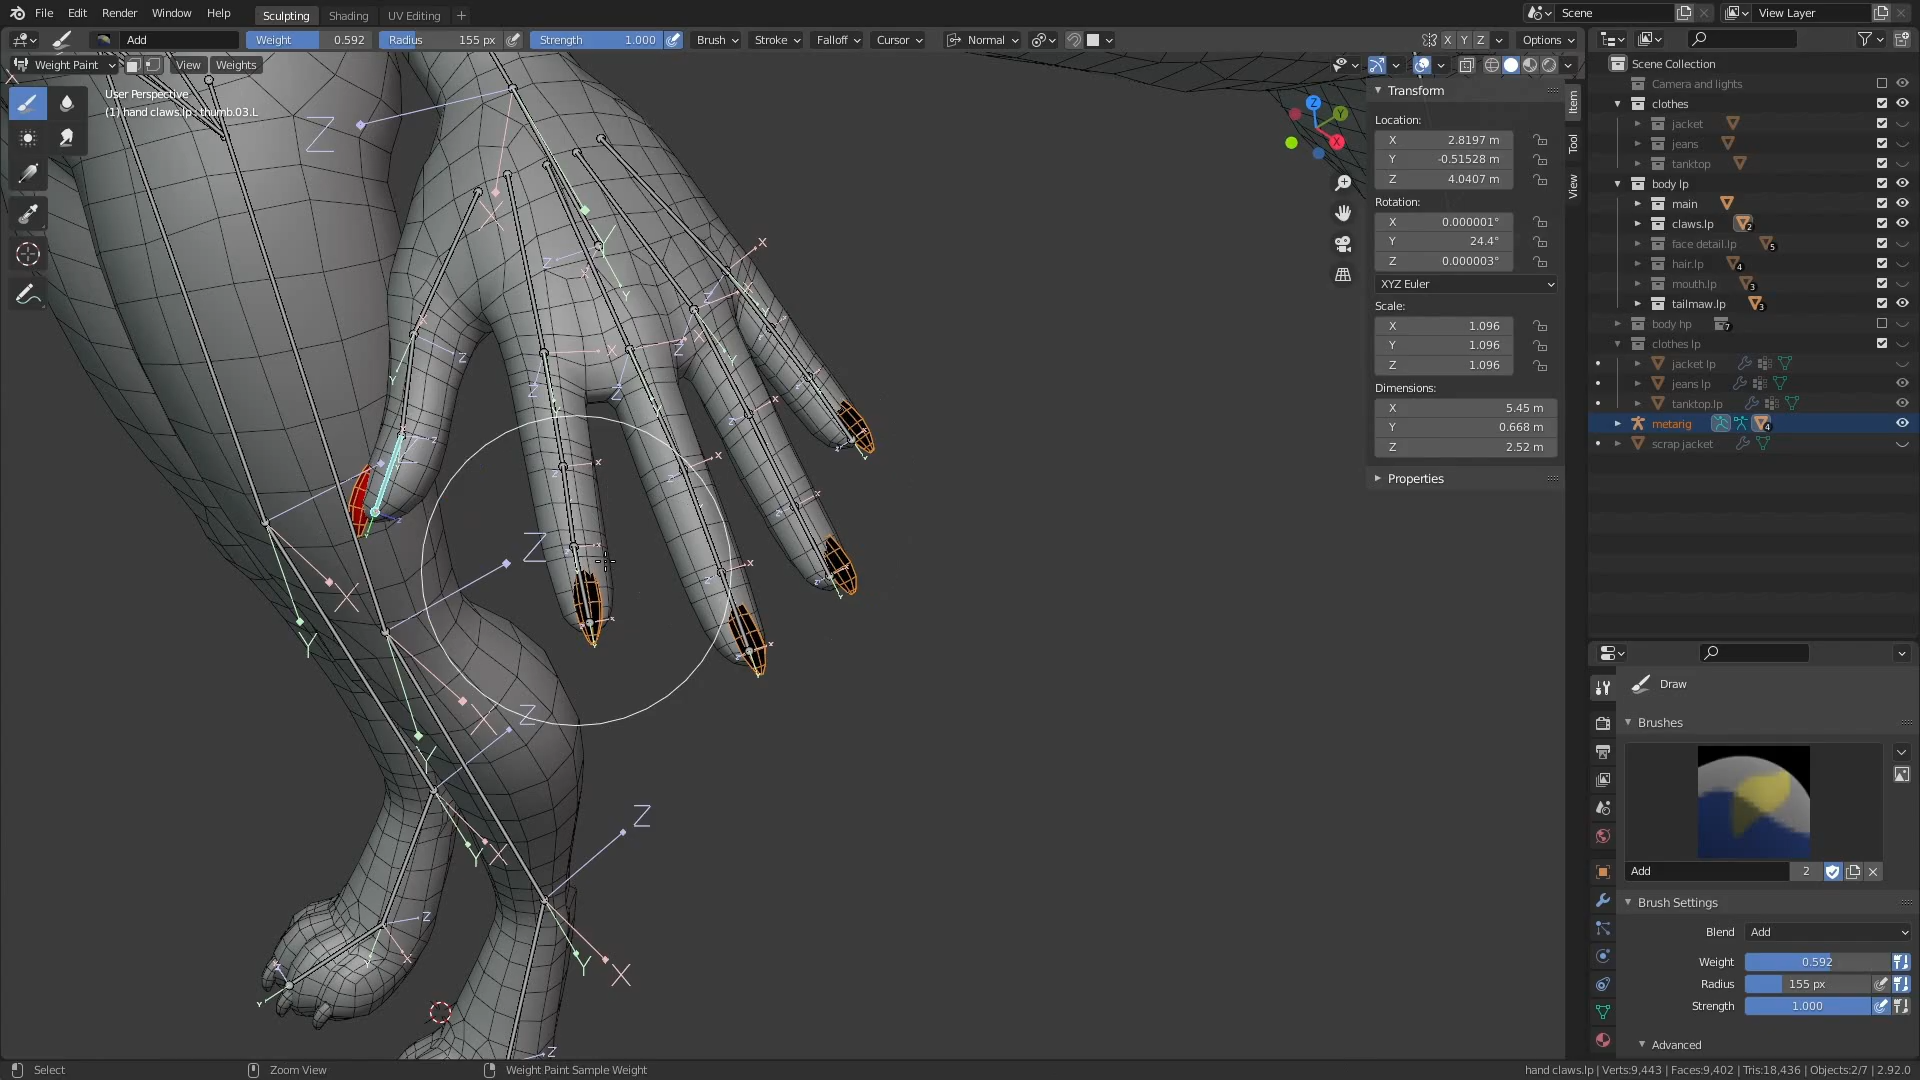 File Edit Render Window Help
Sculpting Shading UV Editing +
Scene
View Layer
Add Weight 0.592 Radius 155 px Strength 1.000 Brush Stroke Falloff Cursor Normal X Y Z Options
Weight Paint View Weights
User Perspective
(1) hand claws.lp : thumb.03.L
Transform
Location:
X 2.8197 m
Y -0.51528 m
Z 4.0407 m
Rotation:
X 0.000001°
Y 24.4°
Z 0.000003°
XYZ Euler
Scale:
X 1.096
Y 1.096
Z 1.096
Dimensions:
X 5.45 m
Y 0.668 m
Z 2.52 m
Properties
Item
Tool
View
Scene Collection
Camera and lights
clothes
jacket
jeans
tanktop
body lp
main
claws.lp 2
face detail.lp 5
hair.lp 4
mouth.lp 3
tailmaw.lp 3
body hp 7
clothes lp
jacket lp
jeans lp
tanktop.lp
metarig 4
scrap jacket
Draw
Brushes
Add 2
Brush Settings
Blend Add
Weight 0.592
Radius 155 px
Strength 1.000
Advanced
Select
Zoom View
Weight Paint Sample Weight
hand claws.lp | Verts:9,443 | Faces:9,402 | Tris:18,436 | Objects:2/7 | 2.92.0